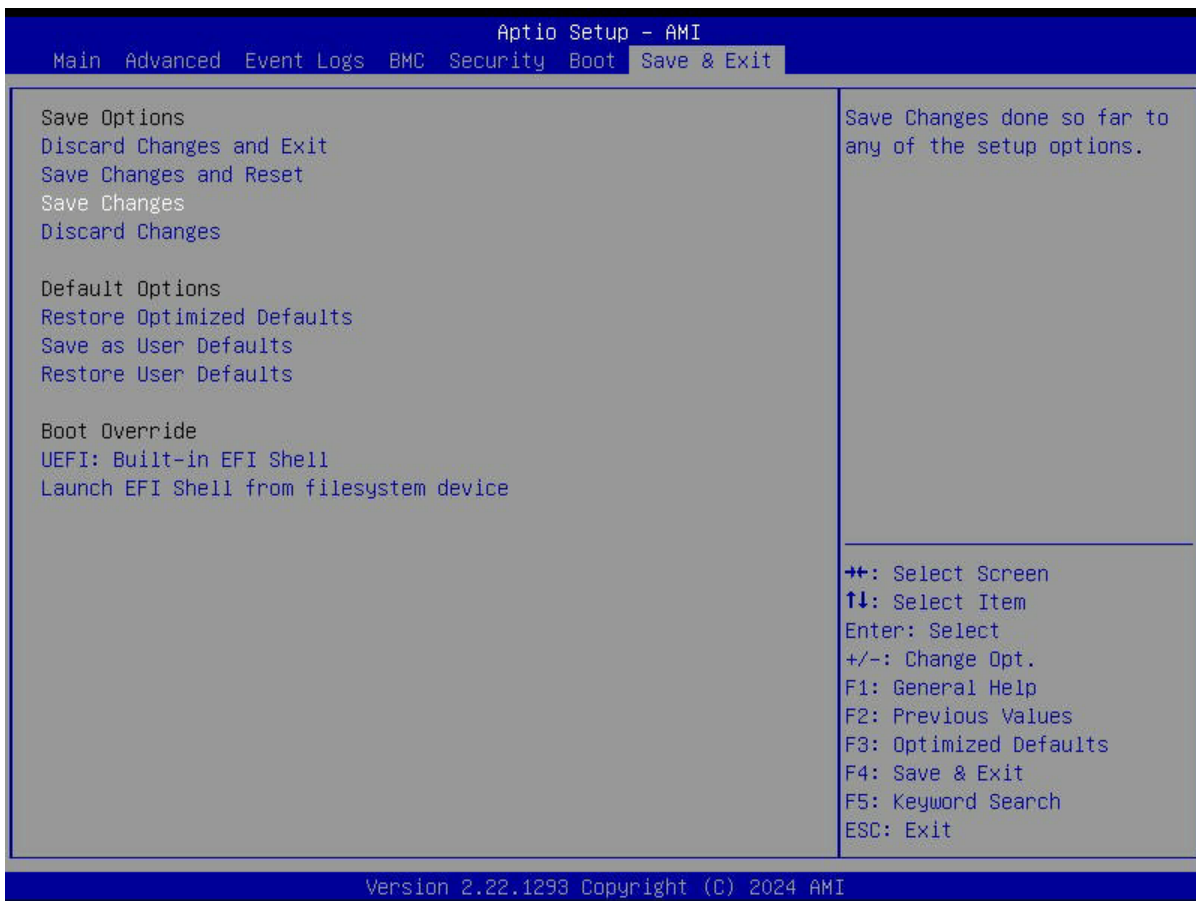 Aptio Setup – AMI
Main Advanced Event Logs BMC Security Boot Save & Exit
Save Options
Discard Changes and Exit
Save Changes and Reset
Save Changes
Discard Changes
Default Options
Restore Optimized Defaults
Save as User Defaults
Restore User Defaults
Boot Override
UEFI: Built-in EFI Shell
Launch EFI Shell from filesystem device
Save Changes done so far to
any of the setup options.
→←: Select Screen
↑↓: Select Item
Enter: Select
+/-: Change Opt.
F1: General Help
F2: Previous Values
F3: Optimized Defaults
F4: Save & Exit
F5: Keyword Search
ESC: Exit
Version 2.22.1293 Copyright (C) 2024 AMI